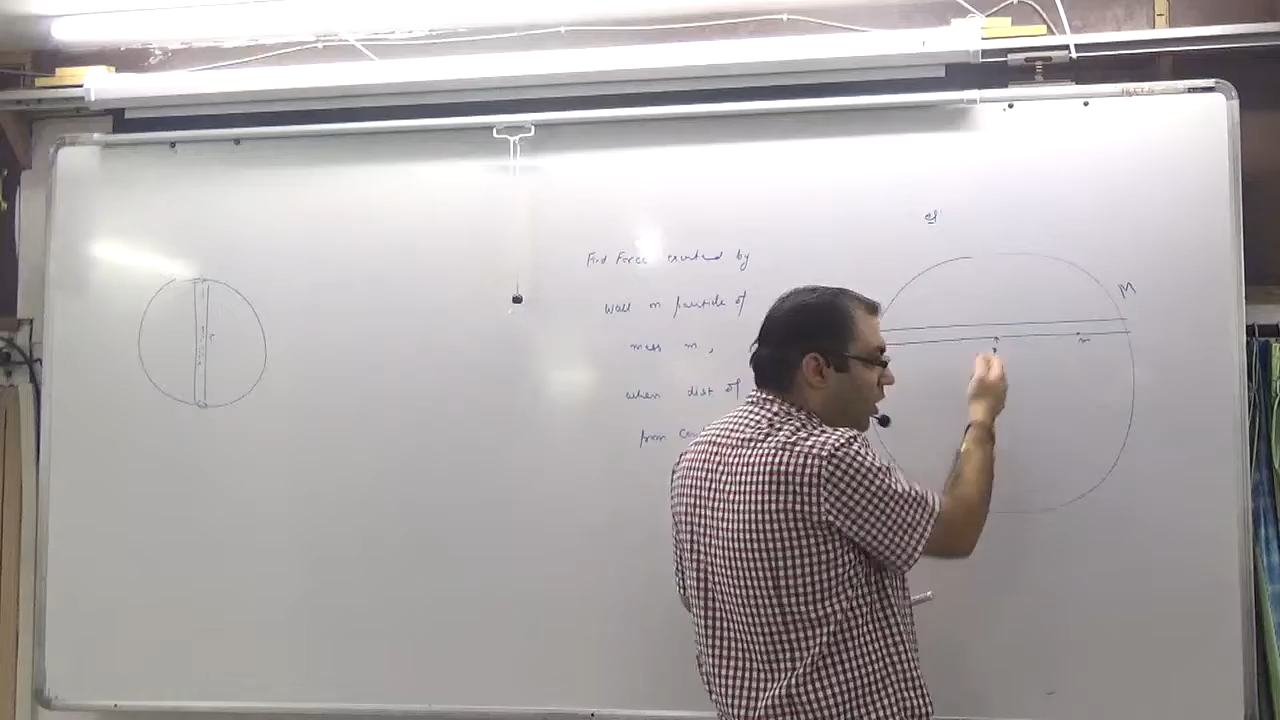 Find Force exerted by
wall on particle of
mass m,
when dist. of
from
M
m